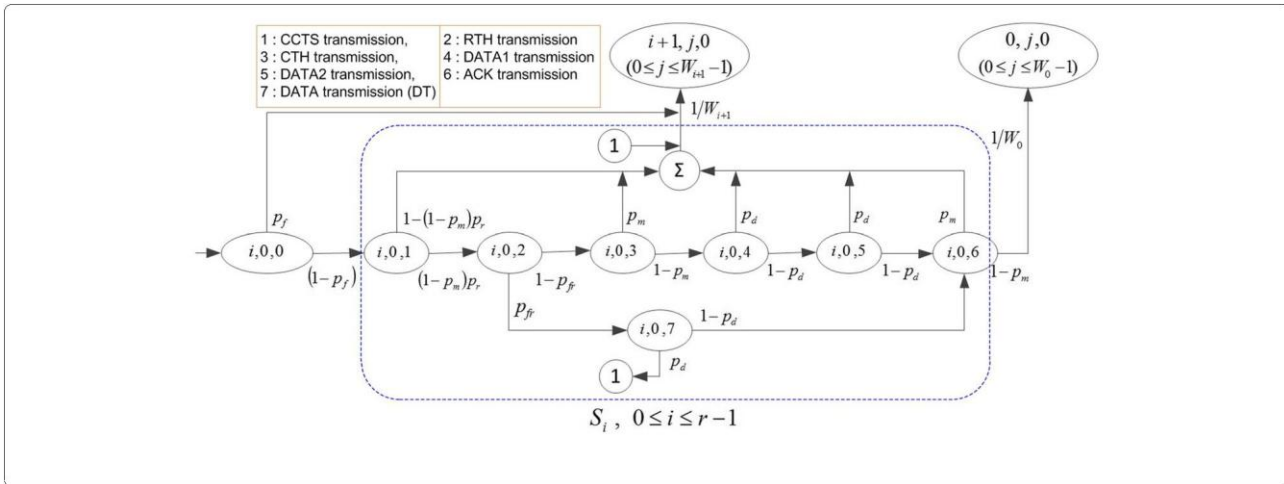 1 : CCTS transmission,
2 : RTH transmission
3 : CTH transmission,
4 : DATA1 transmission
5 : DATA2 transmission,
6 : ACK transmission
7 : DATA transmission (DT)
i+1, j,0
(0≤ j ≤W_{i+1}−1)
0, j,0
(0≤ j ≤W_0−1)
1/W_{i+1}
1/W_0
1
Σ
p_f
1−(1−p_m)p_r
p_m
p_d
p_d
p_m
i,0,0
i,0,1
i,0,2
i,0,3
i,0,4
i,0,5
i,0,6
(1−p_f)
(1−p_m)p_r
1−p_{fr}
1−p_m
1−p_d
1−p_d
1−p_m
p_{fr}
i,0,7
1−p_d
p_d
1
S_i , 0≤i≤r−1